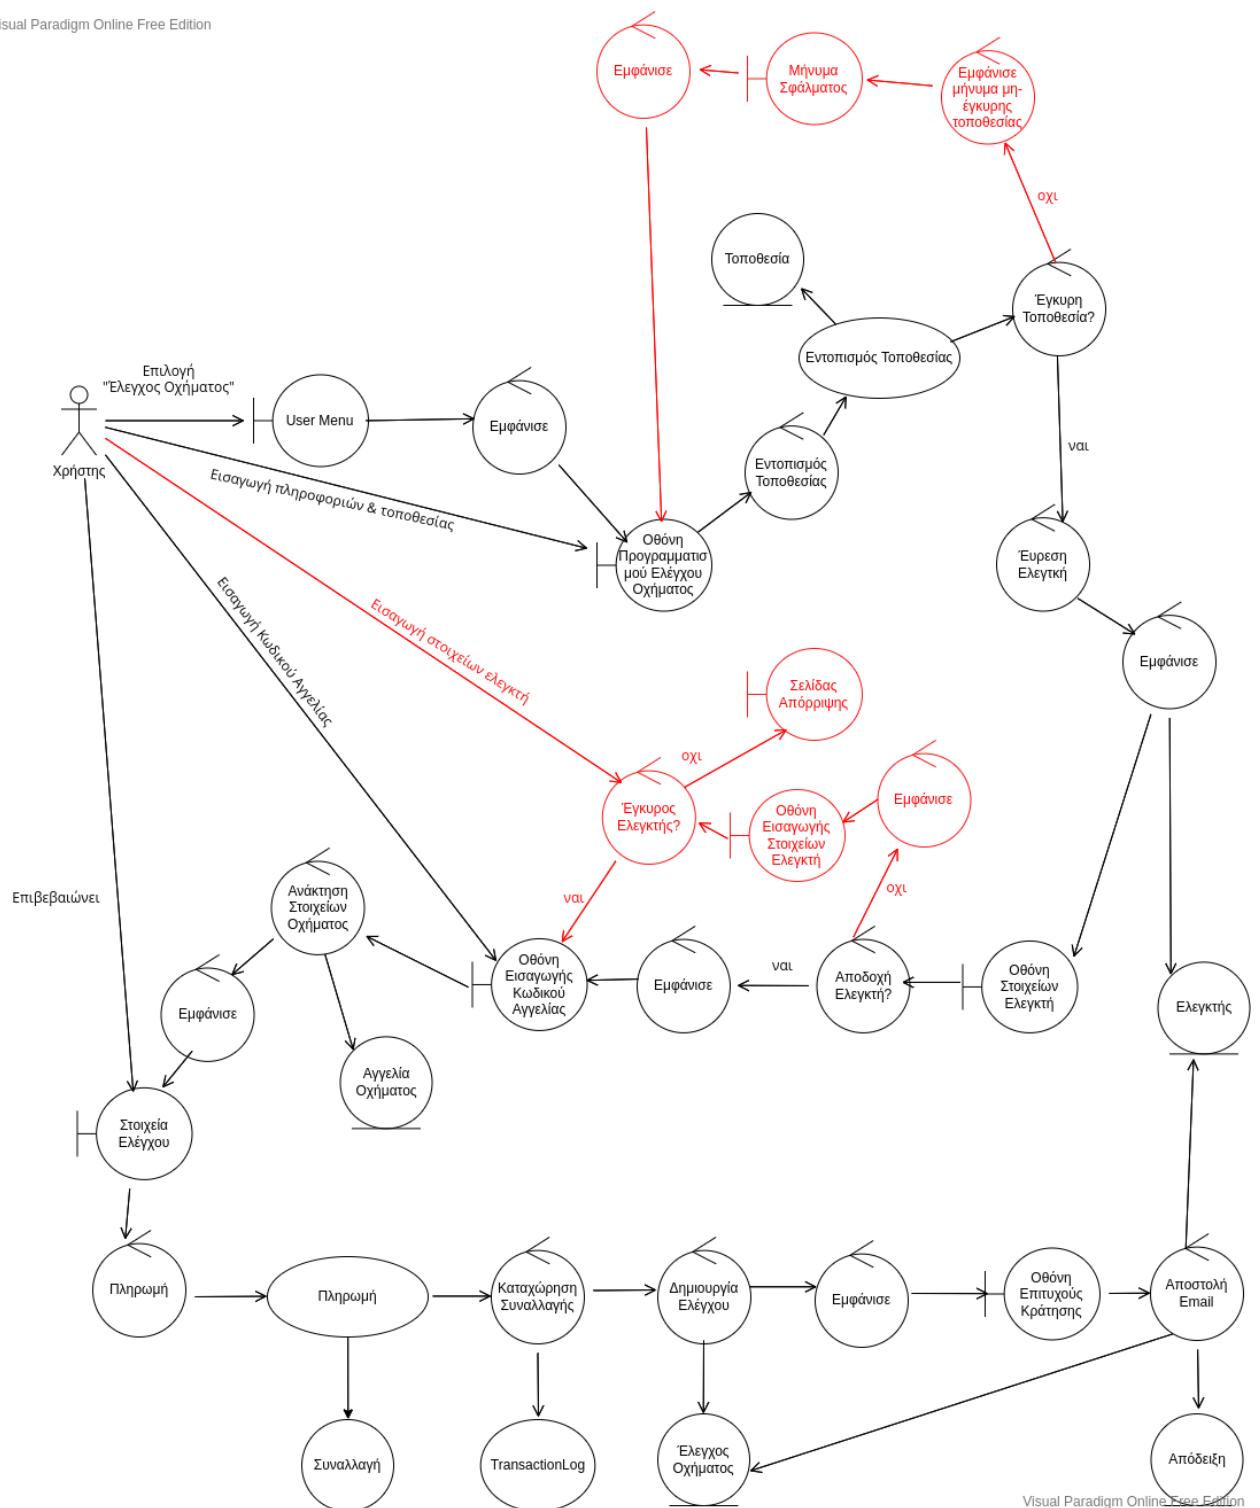 isual Paradigm Online Free Edition
Εμφάνισε
Μήνυμα
Σφάλματος
Εμφάνισε
μήνυμα μη-
έγκυρης
τοποθεσίας
οχι
Τοποθεσία
Έγκυρη
Τοποθεσία?
Εντοπισμός Τοποθεσίας
Επιλογή
"Έλεγχος Οχήματος"
User Menu
Εμφάνισε
Χρήστης
Εισαγωγή πληροφοριών & τοποθεσίας
Εντοπισμός
Τοποθεσίας
ναι
Οθόνη
Προγραμματισ
μού Ελέγχου
Οχήματος
Έυρεση
Ελεγτκή
Εισαγωγή Κωδικού Αγγελίας
Εισαγωγή στοιχείων ελεγκτή
Εμφάνισε
Σελίδας
Απόρριψης
οχι
Έγκυρος
Ελεγκτής?
Οθόνη
Εισαγωγής
Στοιχείων
Ελεγκτή
Εμφάνισε
Επιβεβαιώνει
Ανάκτηση
Στοιχείων
Οχήματος
ναι
οχι
Οθόνη
Εισαγωγής
Κωδικού
Αγγελίας
Εμφάνισε
ναι
Αποδοχή
Ελεγκτή?
Οθόνη
Στοιχείων
Ελεγκτή
Ελεγκτής
Εμφάνισε
Αγγελία
Οχήματος
Στοιχεία
Ελέγχου
Πληρωμή
Πληρωμή
Καταχώρηση
Συναλλαγής
Δημιουργία
Ελέγχου
Εμφάνισε
Οθόνη
Επιτυχούς
Κράτησης
Αποστολή
Email
Συναλλαγή
TransactionLog
Έλεγχος
Οχήματος
Απόδειξη
Visual Paradigm Online Free Edition